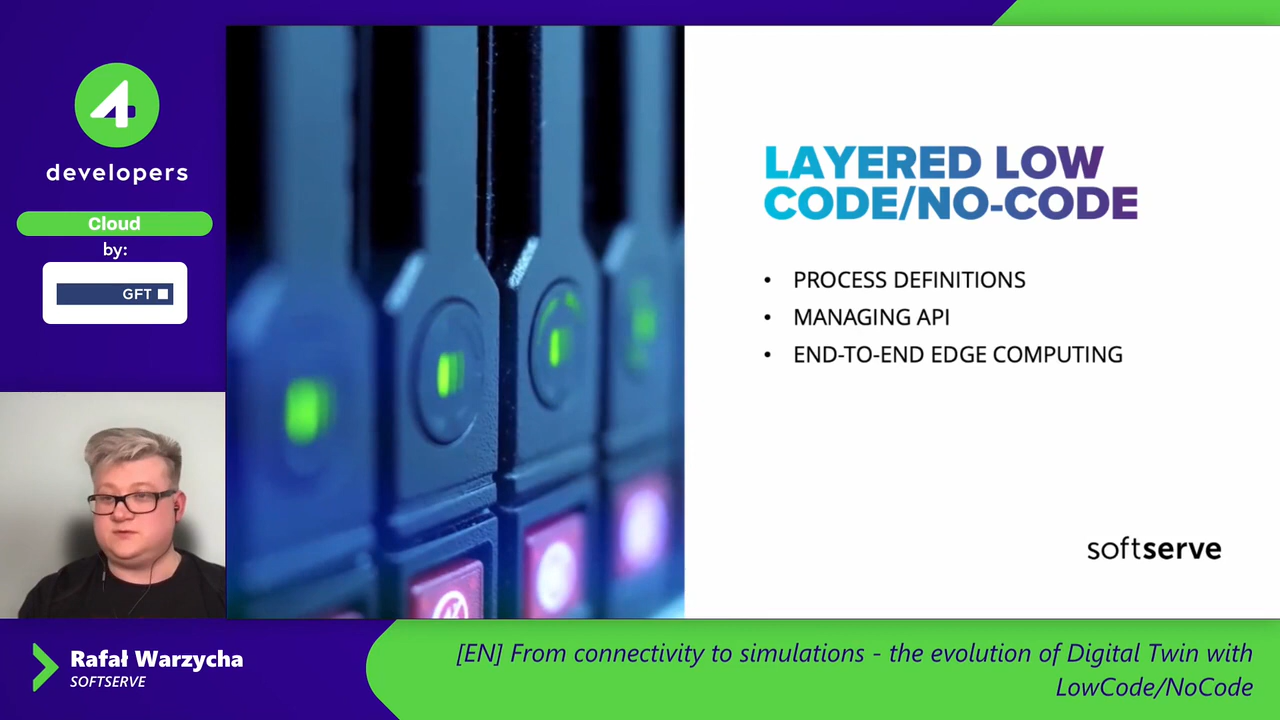 4
developers
Cloud
by:
GFT
LAYERED LOW
CODE/NO-CODE
• PROCESS DEFINITIONS
• MANAGING API
• END-TO-END EDGE COMPUTING
softserve
Rafał Warzycha
SOFTSERVE
[EN] From connectivity to simulations - the evolution of Digital Twin with
LowCode/NoCode